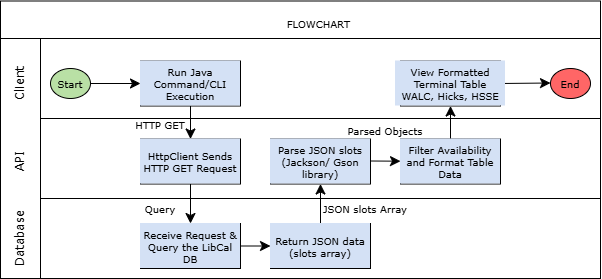 FLOWCHART
Client
Start
Run Java
Command/CLI
Execution
View Formatted
Terminal Table
WALC, Hicks, HSSE
End
HTTP GET
Parsed Objects
API
HttpClient Sends
HTTP GET Request
Parse JSON slots
(Jackson/ Gson
library)
Filter Availability
and Format Table
Data
Query
JSON slots Array
Database
Receive Request &
Query the LibCal
DB
Return JSON data
(slots array)